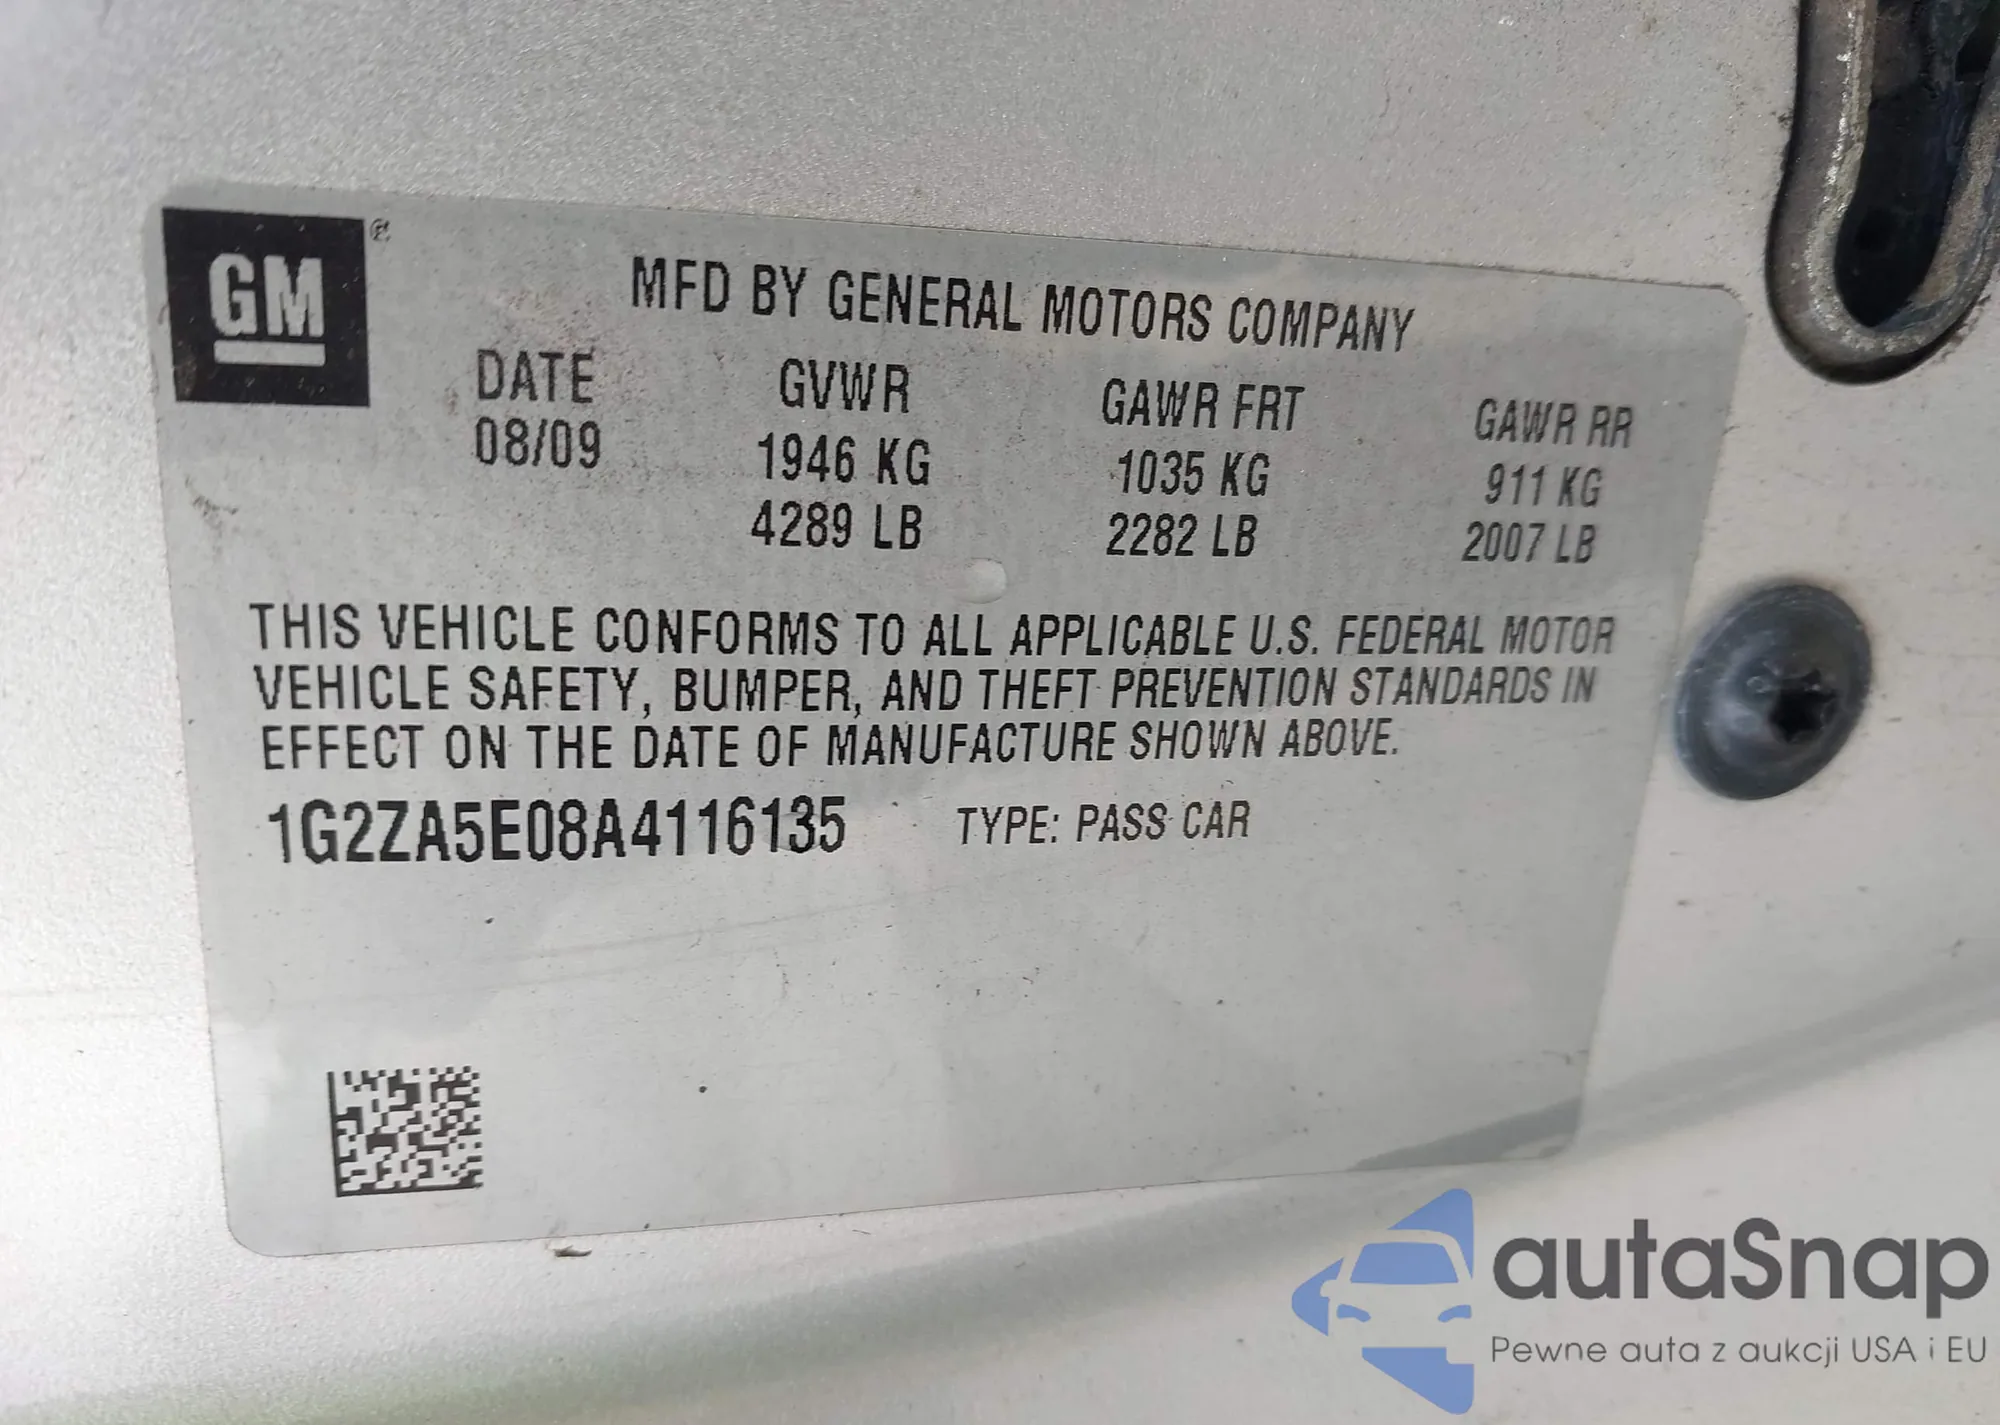 GM ®
MFD BY GENERAL MOTORS COMPANY
DATE GVWR GAWR FRT GAWR RR
08/09 1946 KG 1035 KG 911 KG
4289 LB 2282 LB 2007 LB
THIS VEHICLE CONFORMS TO ALL APPLICABLE U.S. FEDERAL MOTOR
VEHICLE SAFETY, BUMPER, AND THEFT PREVENTION STANDARDS IN
EFFECT ON THE DATE OF MANUFACTURE SHOWN ABOVE.
1G2ZA5E08A4116135 TYPE: PASS CAR
autaSnap
Pewne auta z aukcji USA i EU